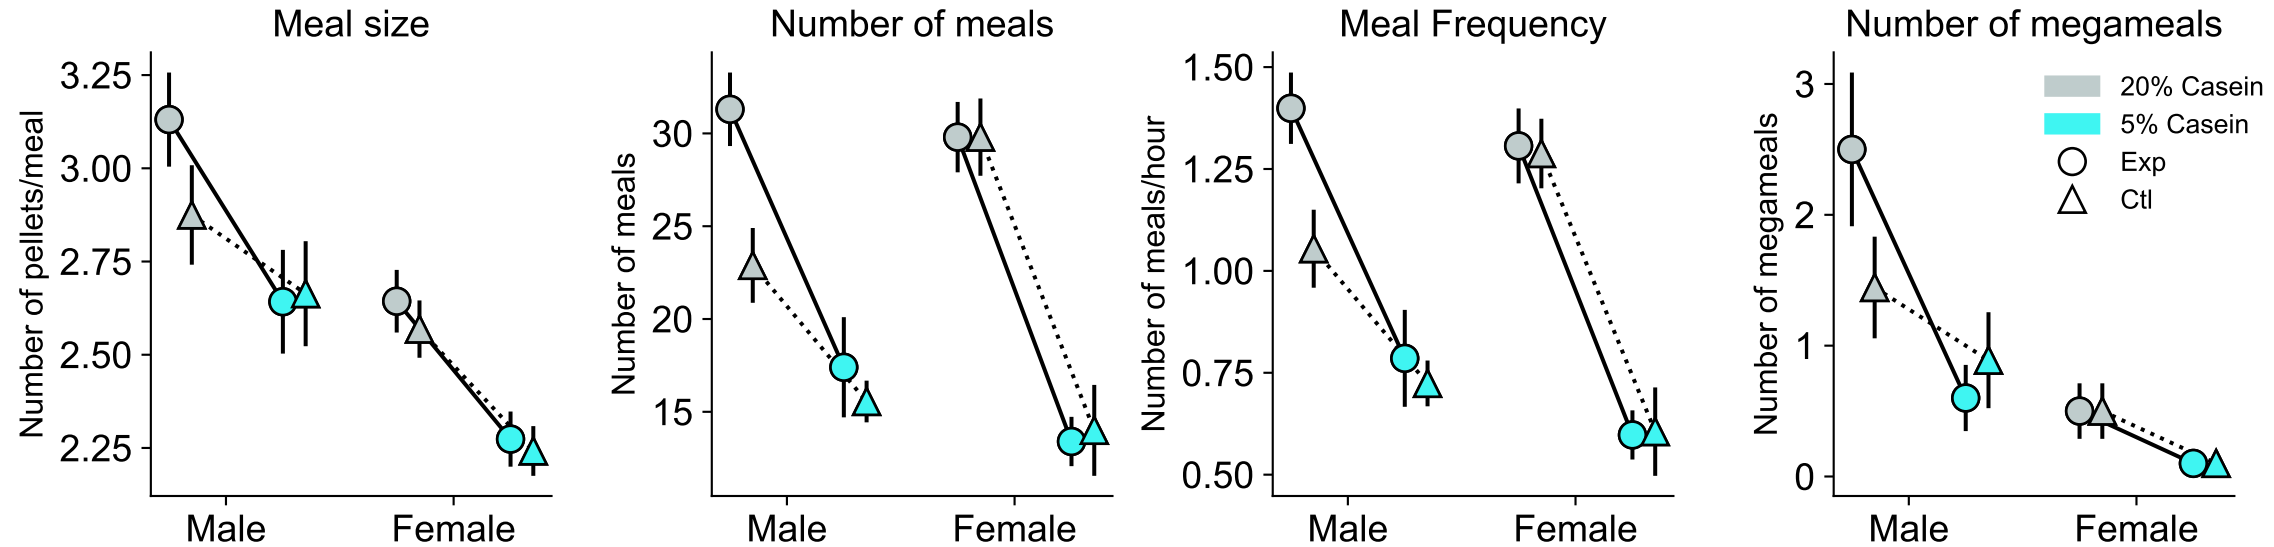 Meal size
Number of pellets/meal
3.25
3.00
2.75
2.50
2.25
Male
Female
Number of meals
Number of meals
30
25
20
15
Male
Female
Meal Frequency
Number of meals/hour
1.50
1.25
1.00
0.75
0.50
Male
Female
Number of megameals
Number of megameals
3
2
1
0
Male
Female
20% Casein
5% Casein
Exp
Ctl